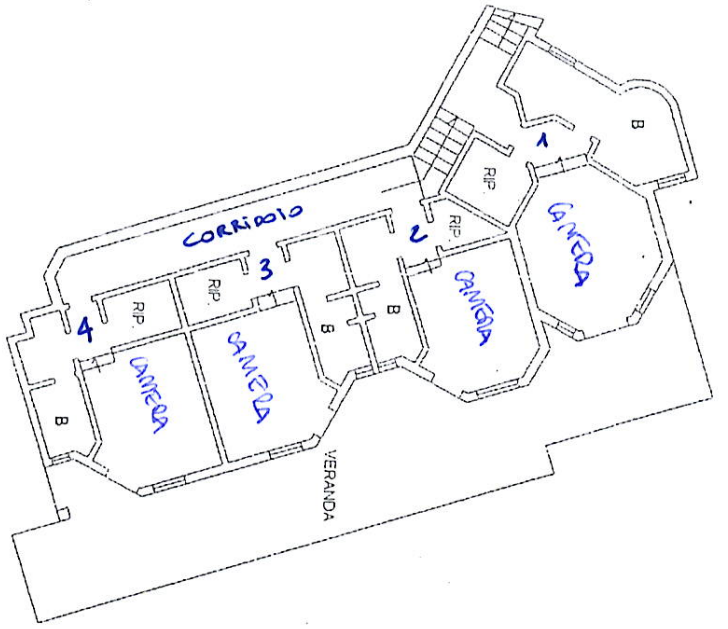 B
1
RIP
CAMERA
CORRIDOIO
2
RIP.
CAMERA
B
3
RIP.
B
CAMERA
4
RIP.
CAMERA
B
VERANDA